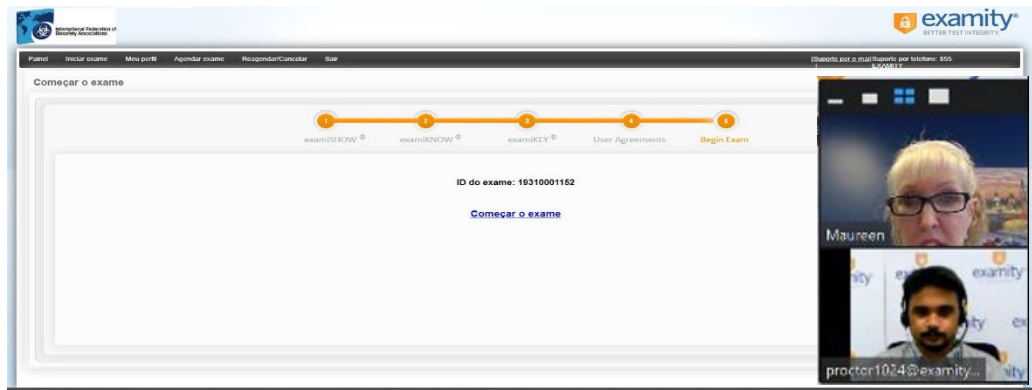 International Federation of
Biosafety Associations
examity®
BETTER TEST INTEGRITY.
Painel Iniciar exame Meu perfil Agendar exame Reagendar/Cancelar Sair
|Suporte por e mail Suporte por telefone: 855
EXAMITY
Começar o exame
1 2 3 4 5
examiSHOW ® examiKNOW ® examiKEY ® User Agreements Begin Exam
ID do exame: 19310001152
Começar o exame
Maureen
examity
proctor1024@examity...